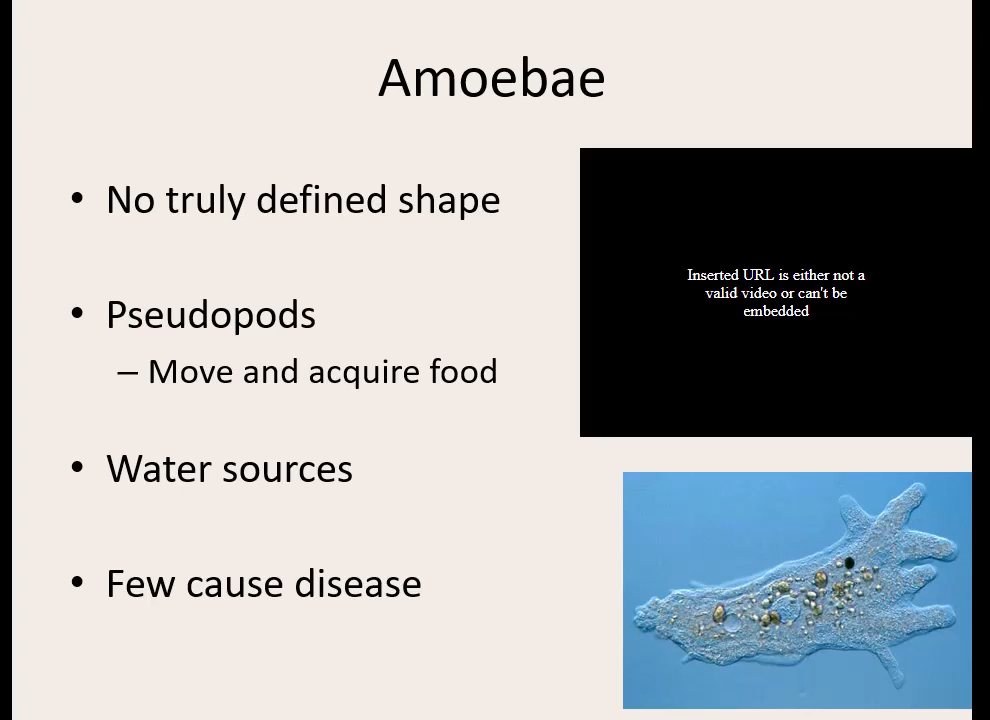 Amoebae
• No truly defined shape
• Pseudopods
– Move and acquire food
• Water sources
• Few cause disease
Inserted URL is either not a
valid video or can't be
embedded